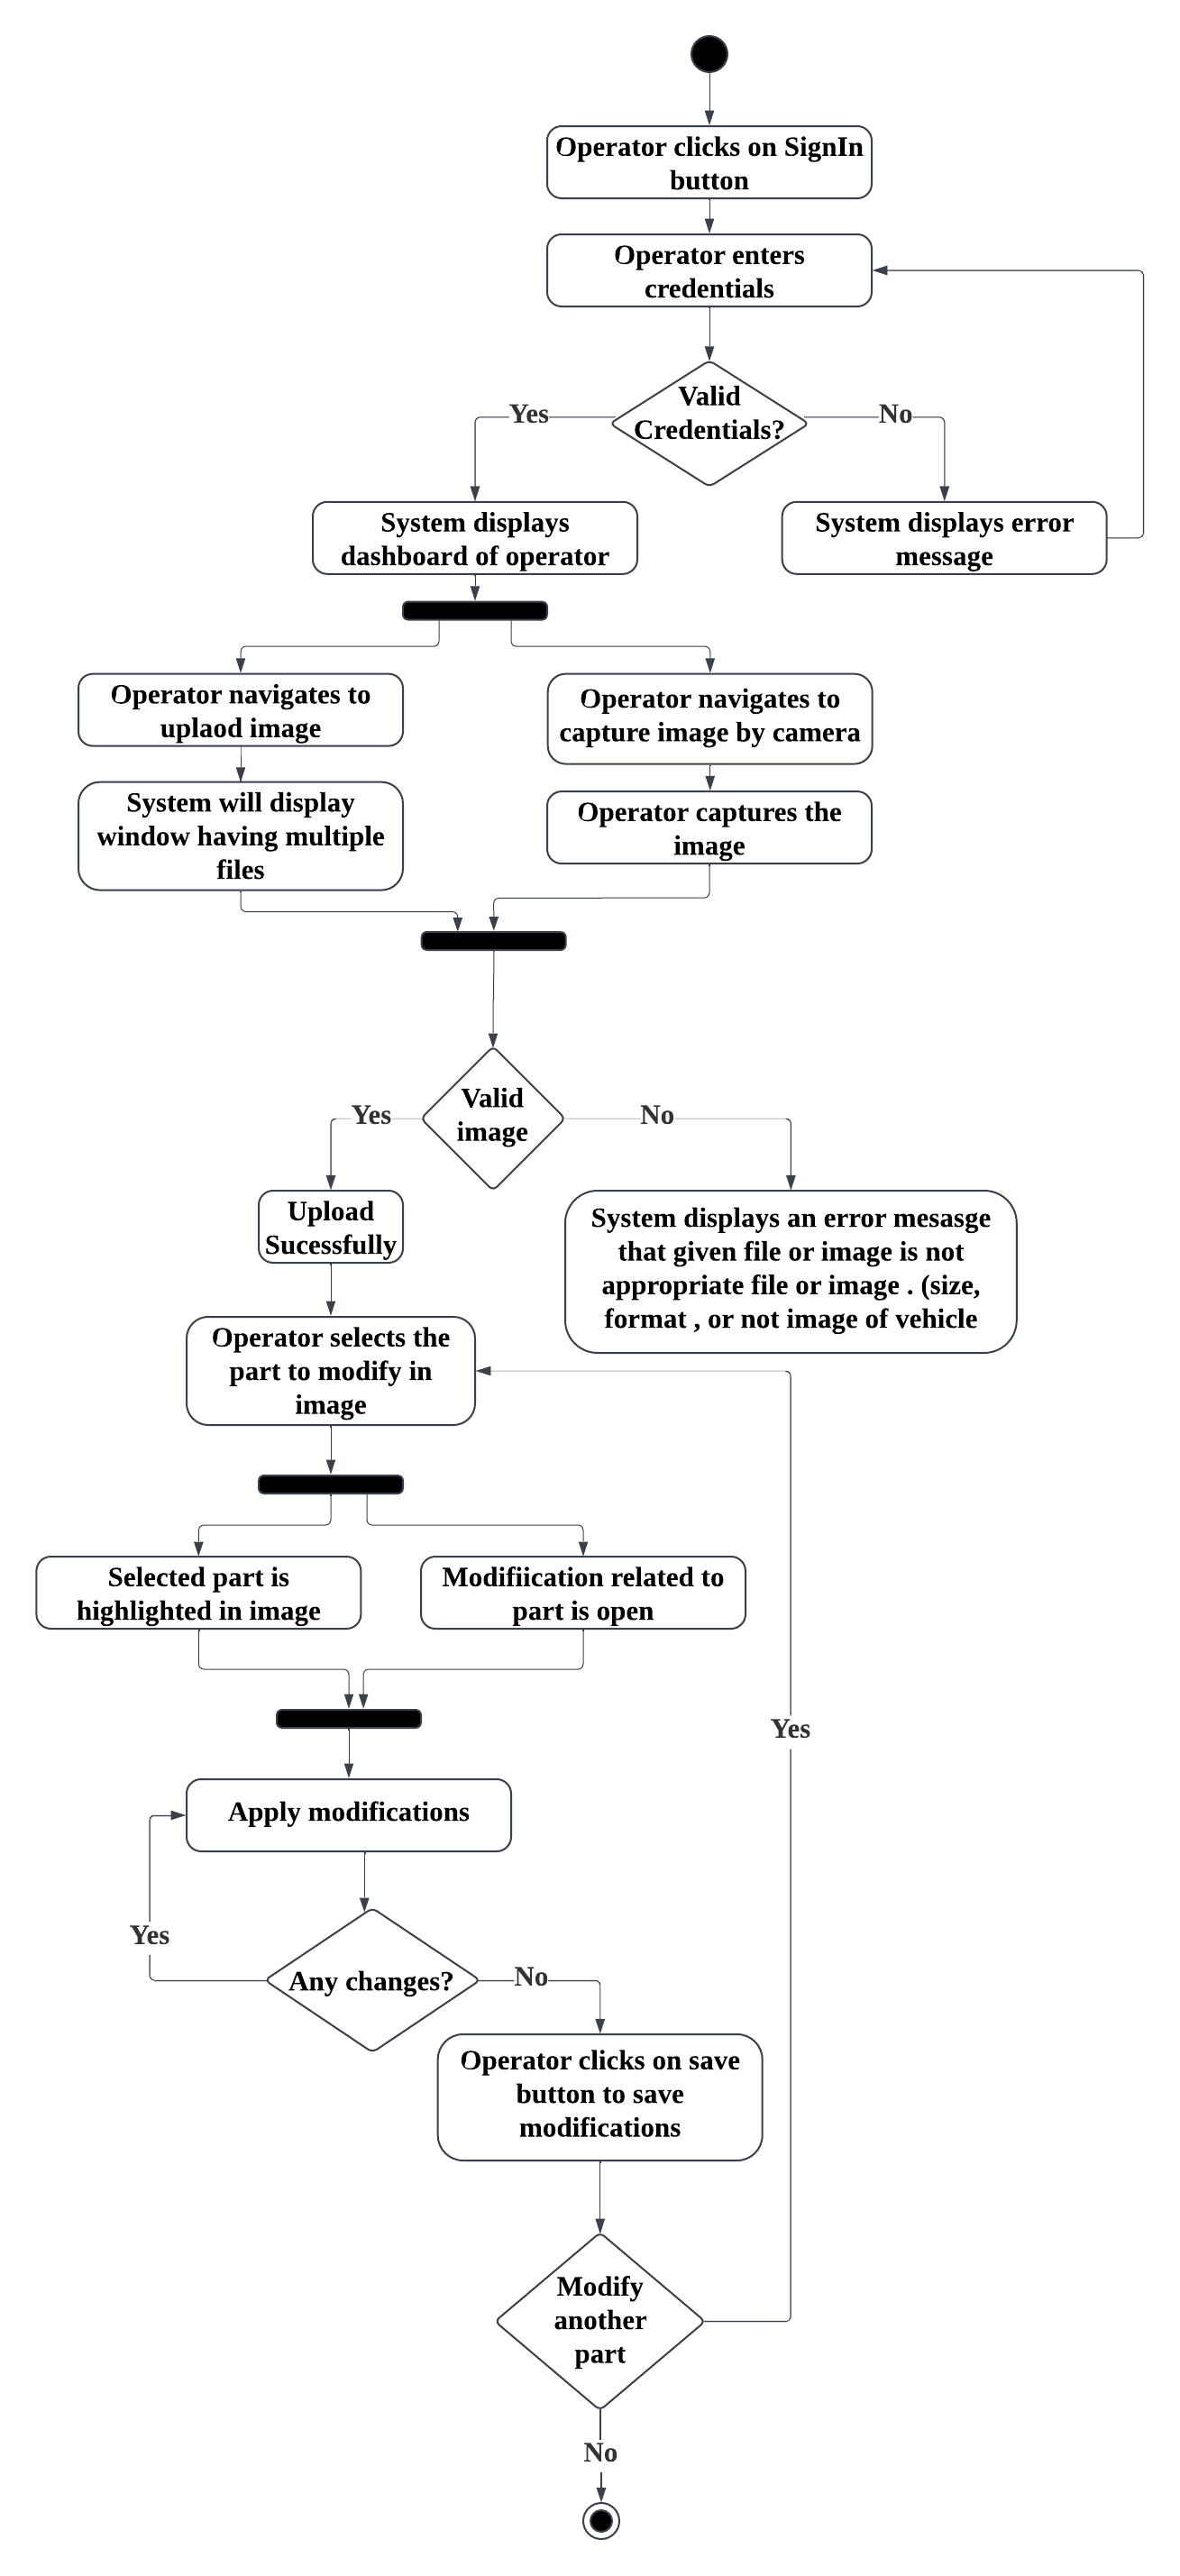 Operator clicks on SignIn
button
Operator enters
credentials
Valid
Credentials?
Yes
No
System displays
dashboard of operator
System displays error
message
Operator navigates to
uplaod image
Operator navigates to
capture image by camera
System will display
window having multiple
files
Operator captures the
image
Valid
image
Yes
No
Upload
Sucessfully
System displays an error mesasge
that given file or image is not
appropriate file or image . (size,
format , or not image of vehicle
Operator selects the
part to modify in
image
Selected part is
highlighted in image
Modifiication related to
part is open
Yes
Apply modifications
Yes
Any changes?
No
Operator clicks on save
button to save
modifications
Modify
another
part
No